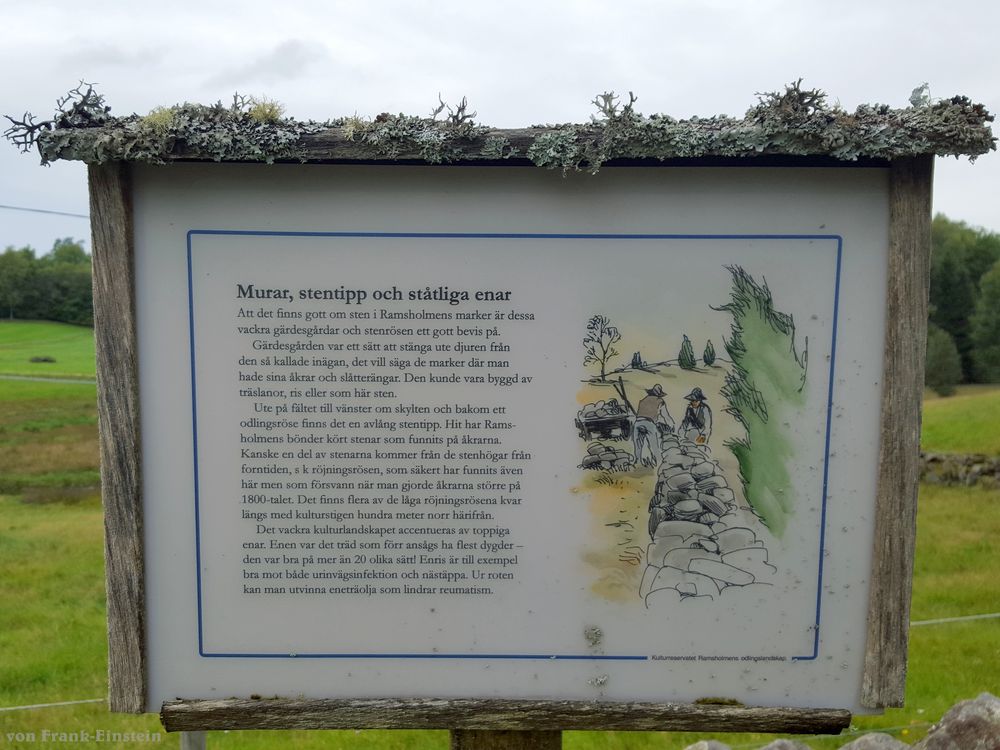 Murar, stentipp och ståtliga enar
Att det finns gott om sten i Ramsholmens marker är dessa
vackra gärdesgårdar och stenrösen ett gott bevis på.
Gärdesgården var ett sätt att stänga ute djuren från
den så kallade inägan, det vill säga de marker där man
hade sina åkrar och slåtterängar. Den kunde vara byggd av
träslanor, ris eller som här sten.
Ute på fältet till vänster om skylten och bakom ett
odlingsröse finns det en avlång stentipp. Hit har Rams-
holmens bönder kört stenar som funnits på åkrarna.
Kanske en del av stenarna kommer från de stenhögar från
forntiden, s k röjningsrösen, som säkert har funnits även
här men som försvann när man gjorde åkrarna större på
1800-talet. Det finns flera av de låga röjningsrösena kvar
längs med kulturstigen hundra meter norr härifrån.
Det vackra kulturlandskapet accentueras av toppiga
enar. Enen var det träd som förr ansågs ha flest dygder –
den var bra på mer än 20 olika sätt! Enris är till exempel
bra mot både urinvägsinfektion och nästäppa. Ur roten
kan man utvinna eneträolja som lindrar reumatism.
Kulturreservatet Ramsholmens odlingslandskap.
von Frank-Einstein